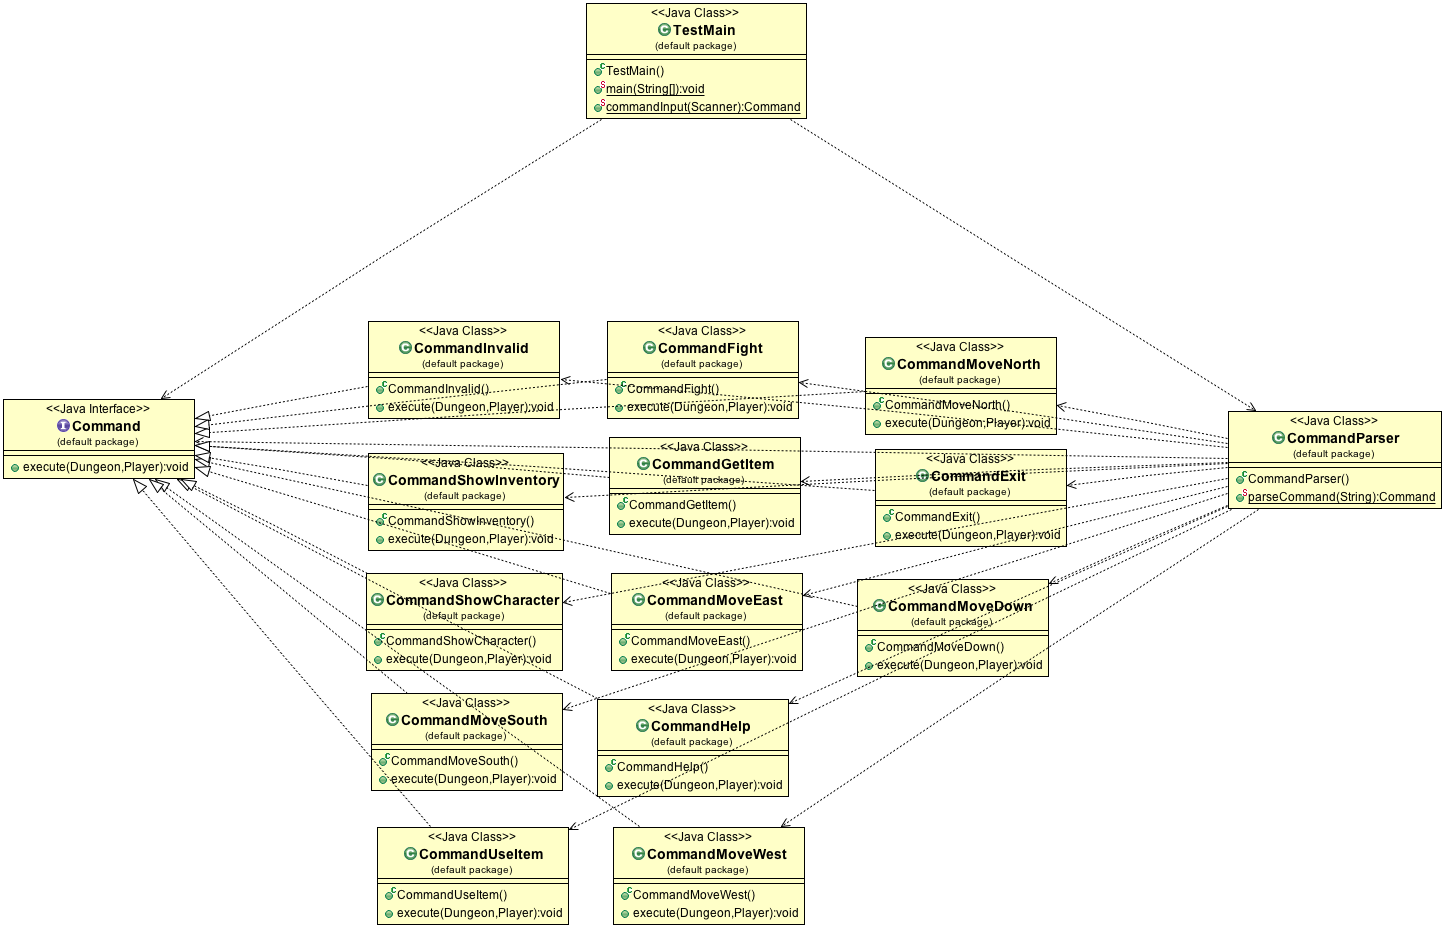 <<Java Class>>
TestMain
(default package)
TestMain()
main(String[]):void
commandInput(Scanner):Command
<<Java Class>>
CommandInvalid
(default package)
CommandInvalid()
execute(Dungeon,Player):void
<<Java Class>>
CommandFight
(default package)
CommandFight()
execute(Dungeon,Player):void
<<Java Class>>
CommandMoveNorth
(default package)
CommandMoveNorth()
execute(Dungeon,Player):void
<<Java Interface>>
Command
(default package)
execute(Dungeon,Player):void
<<Java Class>>
CommandParser
(default package)
CommandParser()
parseCommand(String):Command
<<Java Class>>
CommandShowInventory
(default package)
CommandShowInventory()
execute(Dungeon,Player):void
<<Java Class>>
CommandGetItem
(default package)
CommandGetItem()
execute(Dungeon,Player):void
<<Java Class>>
CommandExit
(default package)
CommandExit()
execute(Dungeon,Player):void
<<Java Class>>
CommandShowCharacter
(default package)
CommandShowCharacter()
execute(Dungeon,Player):void
<<Java Class>>
CommandMoveEast
(default package)
CommandMoveEast()
execute(Dungeon,Player):void
<<Java Class>>
CommandMoveDown
(default package)
CommandMoveDown()
execute(Dungeon,Player):void
<<Java Class>>
CommandMoveSouth
(default package)
CommandMoveSouth()
execute(Dungeon,Player):void
<<Java Class>>
CommandHelp
(default package)
CommandHelp()
execute(Dungeon,Player):void
<<Java Class>>
CommandUseItem
(default package)
CommandUseItem()
execute(Dungeon,Player):void
<<Java Class>>
CommandMoveWest
(default package)
CommandMoveWest()
execute(Dungeon,Player):void